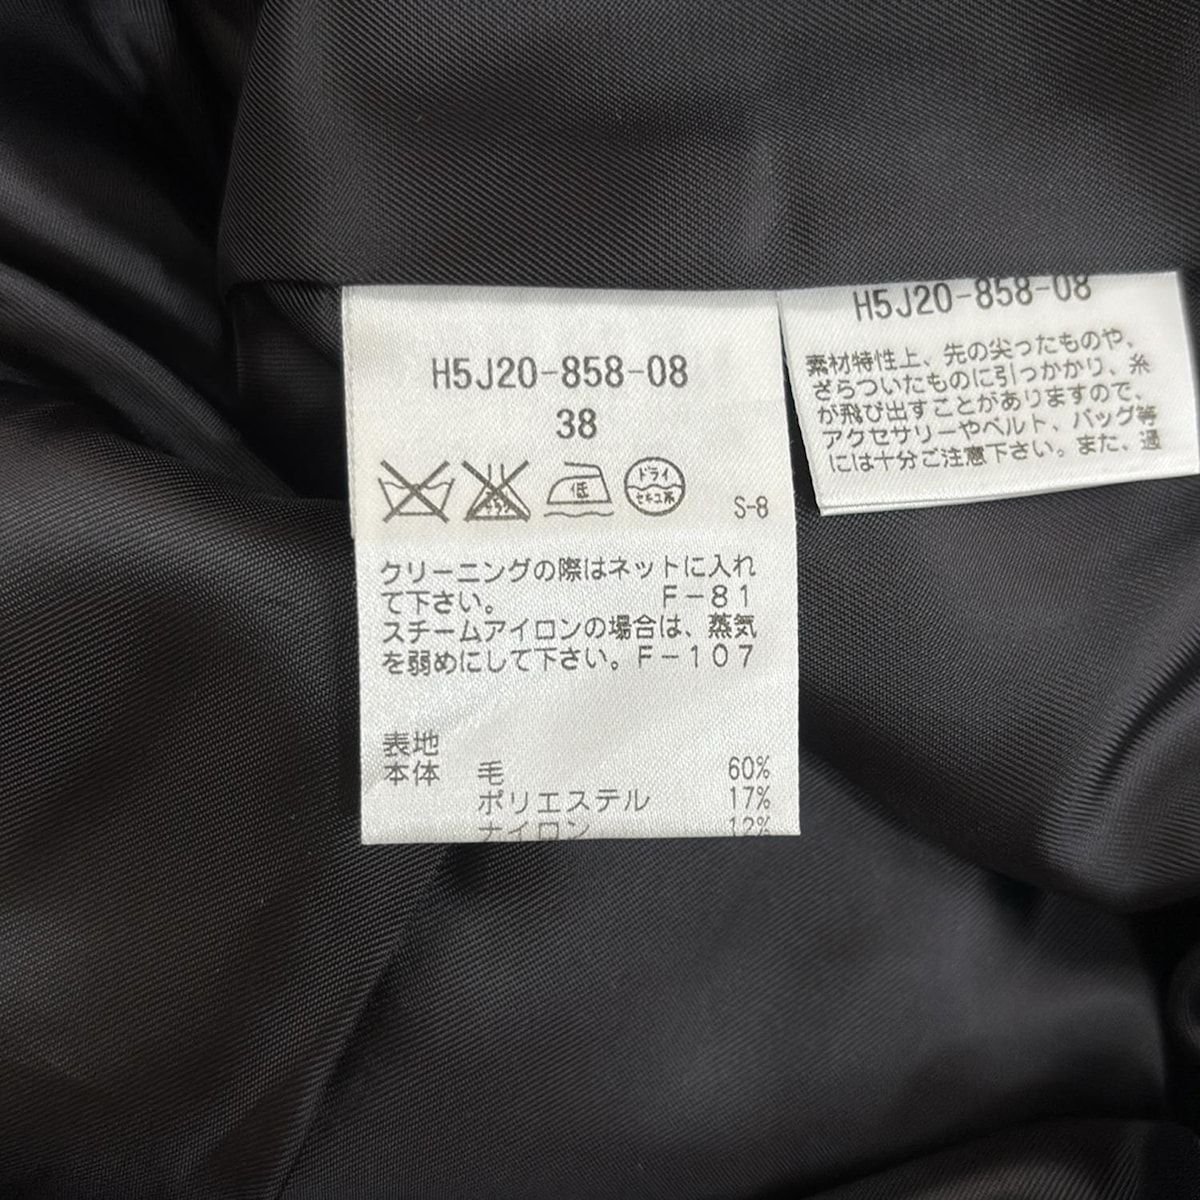 H5J20-858-08
38
低
ドライ
セキユ系
S-8
クリーニングの際はネットに入れ
て下さい。 F-81
スチームアイロンの場合は、蒸気
を弱めにして下さい。F-107
表地
本体 毛 60%
ポリエステル 17%
ナイロン 12%
H5J20-858-08
素材特性上、先の尖ったものや、
ざらついたものに引っかかり、糸
が飛び出すことがありますので、
アクセサリーやベルト、バッグ等
には十分ご注意下さい。また、通